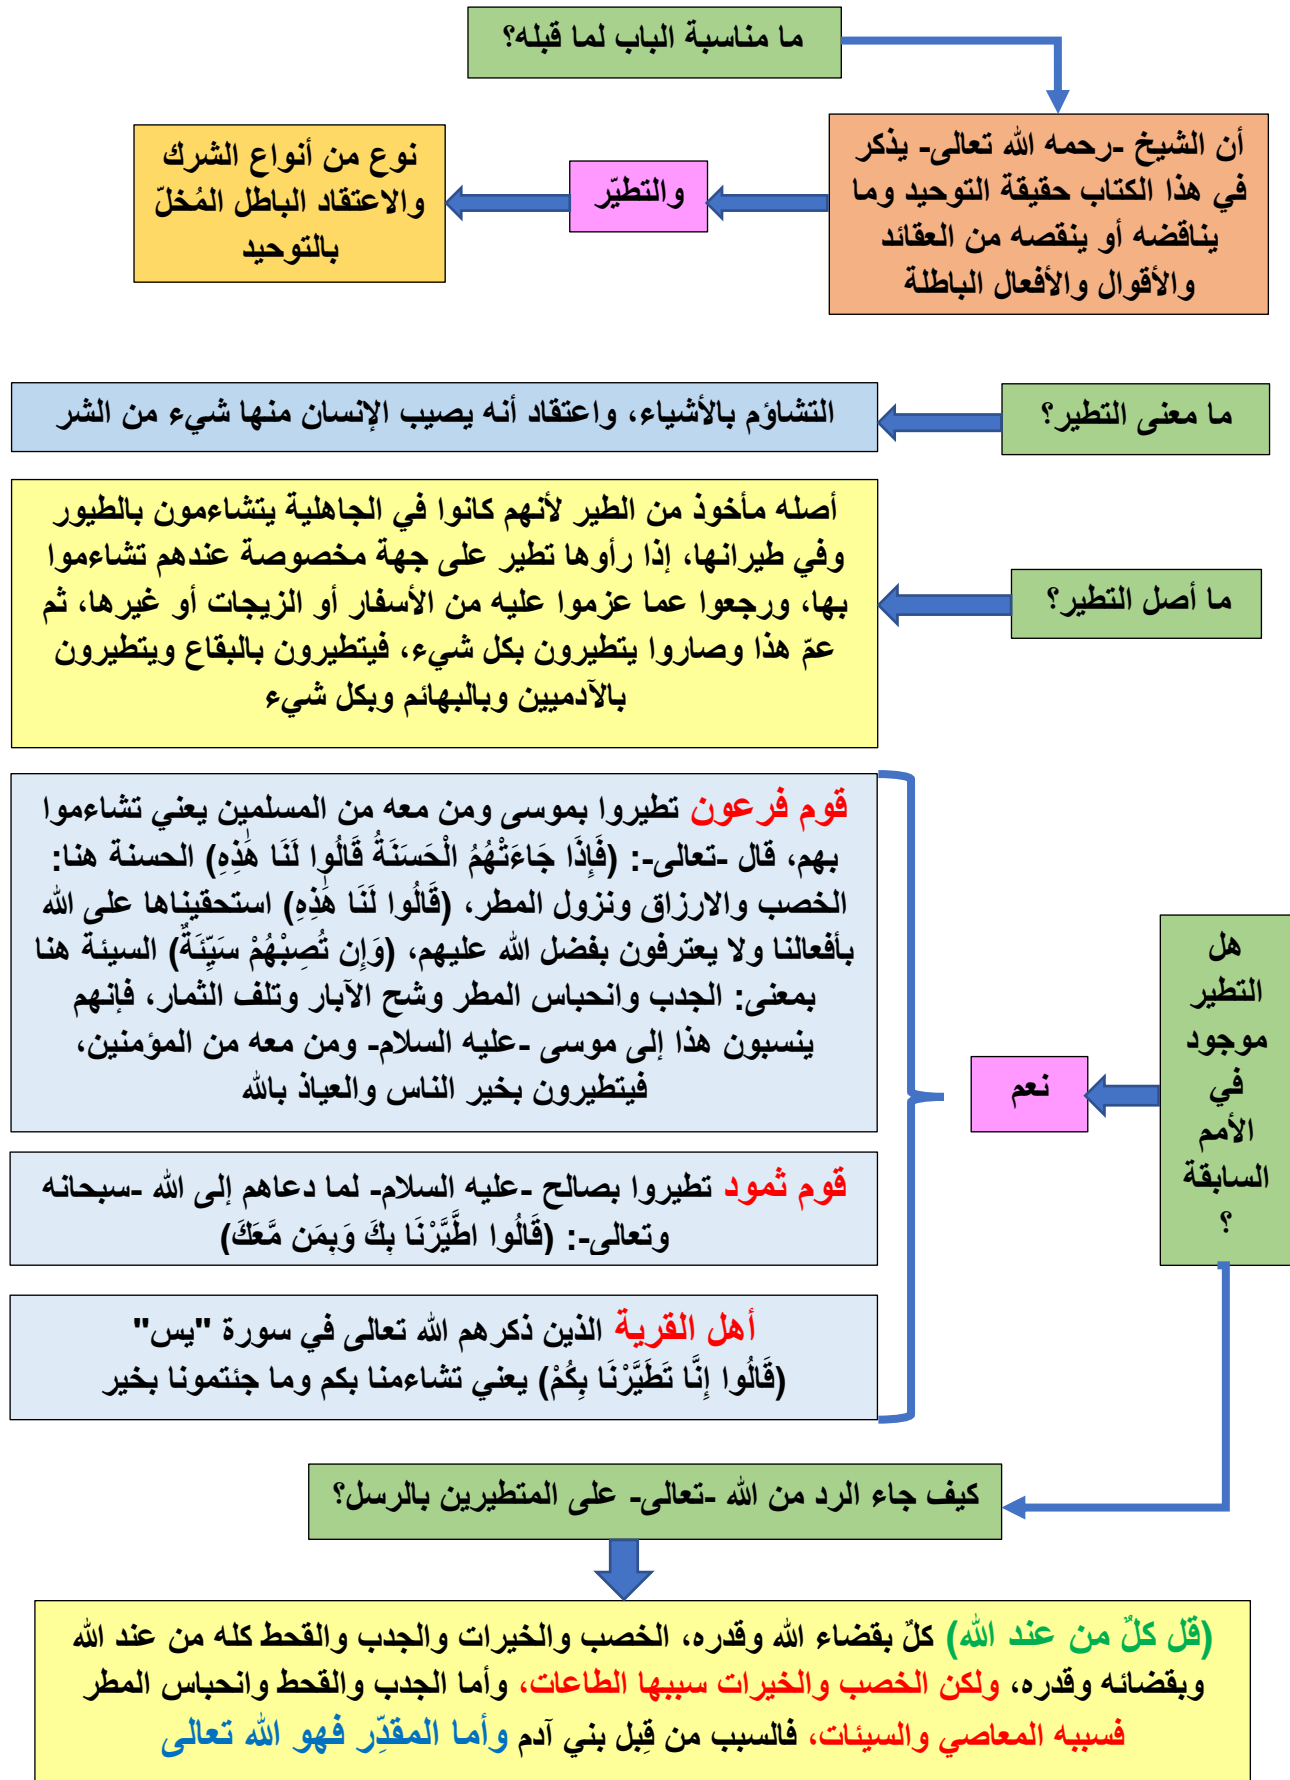 ما مناسبة الباب لما قبله؟
أن الشيخ -رحمه الله تعالى- يذكر
في هذا الكتاب حقيقة التوحيد وما
يناقضه أو ينقصه من العقائد
والأقوال والأفعال الباطلة
والتطيّر
نوع من أنواع الشرك
والاعتقاد الباطل المُخلّ
بالتوحيد
ما معنى التطير؟
التشاؤم بالأشياء، واعتقاد أنه يصيب الإنسان منها شيء من الشر
ما أصل التطير؟
أصله مأخوذ من الطير لأنهم كانوا في الجاهلية يتشاءمون بالطيور
وفي طيرانها، إذا رأوها تطير على جهة مخصوصة عندهم تشاءموا
بها، ورجعوا عما عزموا عليه من الأسفار أو الزيجات أو غيرها، ثم
عمّ هذا وصاروا يتطيرون بكل شيء، فيتطيرون بالبقاع ويتطيرون
بالآدميين وبالبهائم وبكل شيء
هل
التطير
موجود
في
الأمم
السابقة
؟
نعم
قوم فرعون تطيروا بموسى ومن معه من المسلمين يعني تشاءموا
بهم، قال -تعالى-: (فَإِذَا جَاءَتْهُمُ الْحَسَنَةُ قَالُوا لَنَا هَٰذِهِ) الحسنة هنا:
الخصب والارزاق ونزول المطر، (قَالُوا لَنَا هَٰذِهِ) استحقيناها على الله
بأفعالنا ولا يعترفون بفضل الله عليهم، (وَإِن تُصِبْهُمْ سَيِّئَةٌ) السيئة هنا
بمعنى: الجدب وانحباس المطر وشح الآبار وتلف الثمار، فإنهم
ينسبون هذا إلى موسى -عليه السلام- ومن معه من المؤمنين،
فيتطيرون بخير الناس والعياذ بالله
قوم ثمود تطيروا بصالح -عليه السلام- لما دعاهم إلى الله -سبحانه
وتعالى-: (قَالُوا اطَّيَّرْنَا بِكَ وَبِمَن مَّعَكَ)
أهل القرية الذين ذكرهم الله تعالى في سورة "يس"
(قَالُوا إِنَّا تَطَيَّرْنَا بِكُمْ) يعني تشاءمنا بكم وما جئتمونا بخير
كيف جاء الرد من الله -تعالى- على المتطيرين بالرسل؟
(قل كلٌ من عند الله) كلٌ بقضاء الله وقدره، الخصب والخيرات والجدب والقحط كله من عند الله
وبقضائه وقدره، ولكن الخصب والخيرات سببها الطاعات، وأما الجدب والقحط وانحباس المطر
فسببه المعاصي والسيئات، فالسبب من قِبل بني آدم وأما المقدِّر فهو الله تعالى